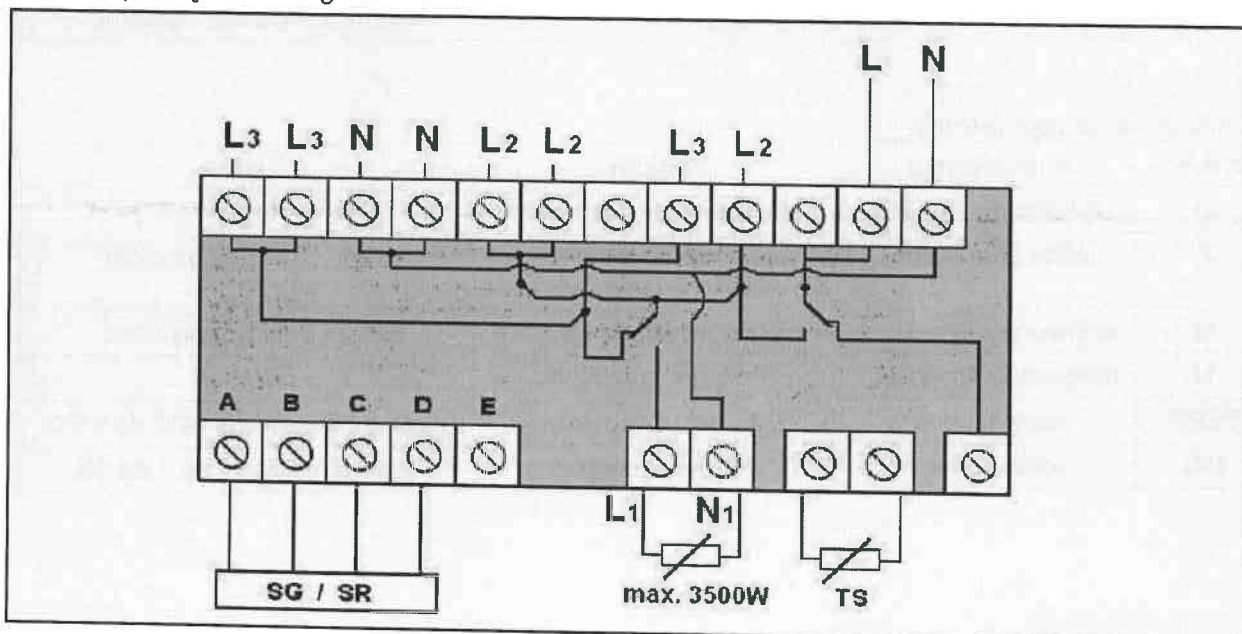 L N
L3 L3 N N L2 L2 L3 L2
A B C D E
L1 N1
SG / SR
max. 3500W TS